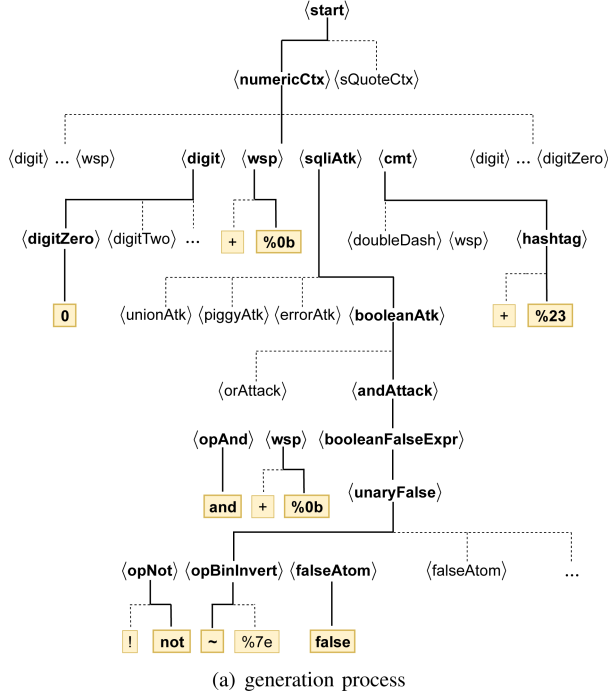 ⟨start⟩
⟨numericCtx⟩ ⟨sQuoteCtx⟩
⟨digit⟩ ... ⟨wsp⟩ ⟨digit⟩ ⟨wsp⟩ ⟨sqliAtk⟩ ⟨cmt⟩ ⟨digit⟩ ... ⟨digitZero⟩
⟨digitZero⟩ ⟨digitTwo⟩ ... + %0b ⟨doubleDash⟩ ⟨wsp⟩ ⟨hashtag⟩
0 ⟨unionAtk⟩ ⟨piggyAtk⟩ ⟨errorAtk⟩ ⟨booleanAtk⟩ + %23
⟨orAttack⟩ ⟨andAttack⟩
⟨opAnd⟩ ⟨wsp⟩ ⟨booleanFalseExpr⟩
and + %0b ⟨unaryFalse⟩
⟨opNot⟩ ⟨opBinInvert⟩ ⟨falseAtom⟩ ⟨falseAtom⟩ ...
! not ~ %7e false
(a) generation process